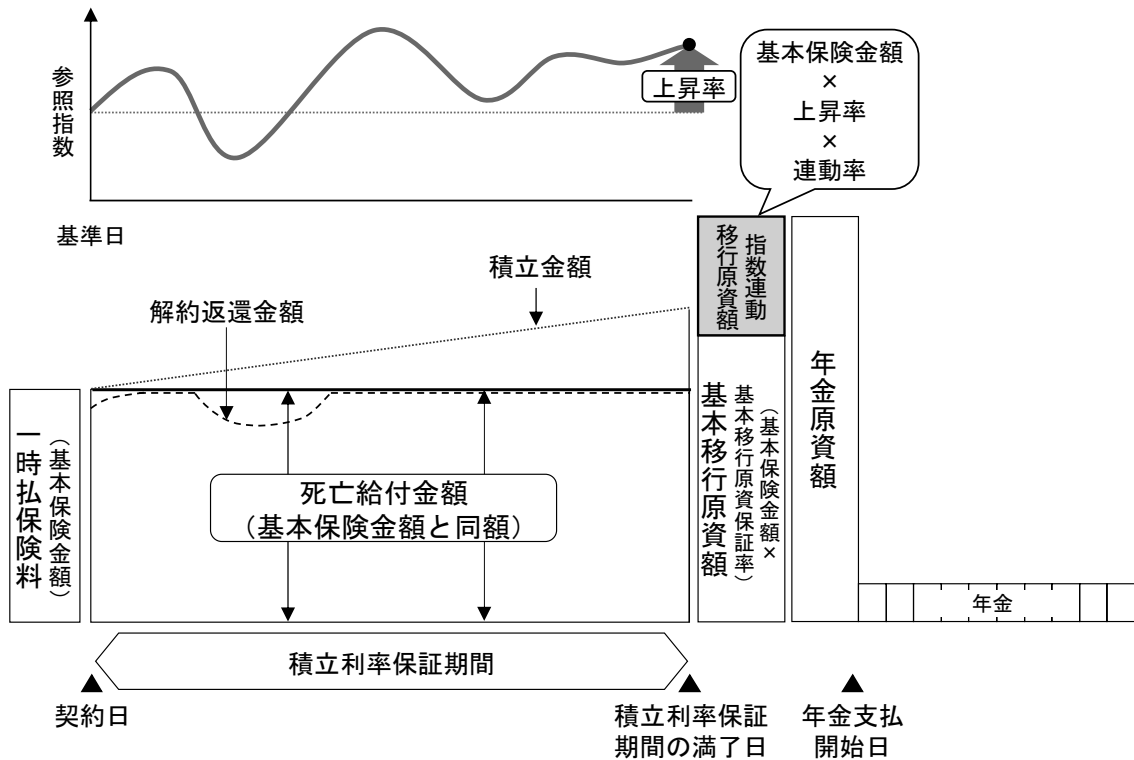 参照指数
上昇率
基本保険金額
×
上昇率
×
連動率
基準日
積立金額
解約返還金額
指数連動
移行原資額
一時払保険料
（基本保険金額）
死亡給付金額
（基本保険金額と同額）
基本移行原資額
（基本保険金額×
基本移行原資保証率）
年金原資額
年金
積立利率保証期間
契約日
積立利率保証
期間の満了日
年金支払
開始日